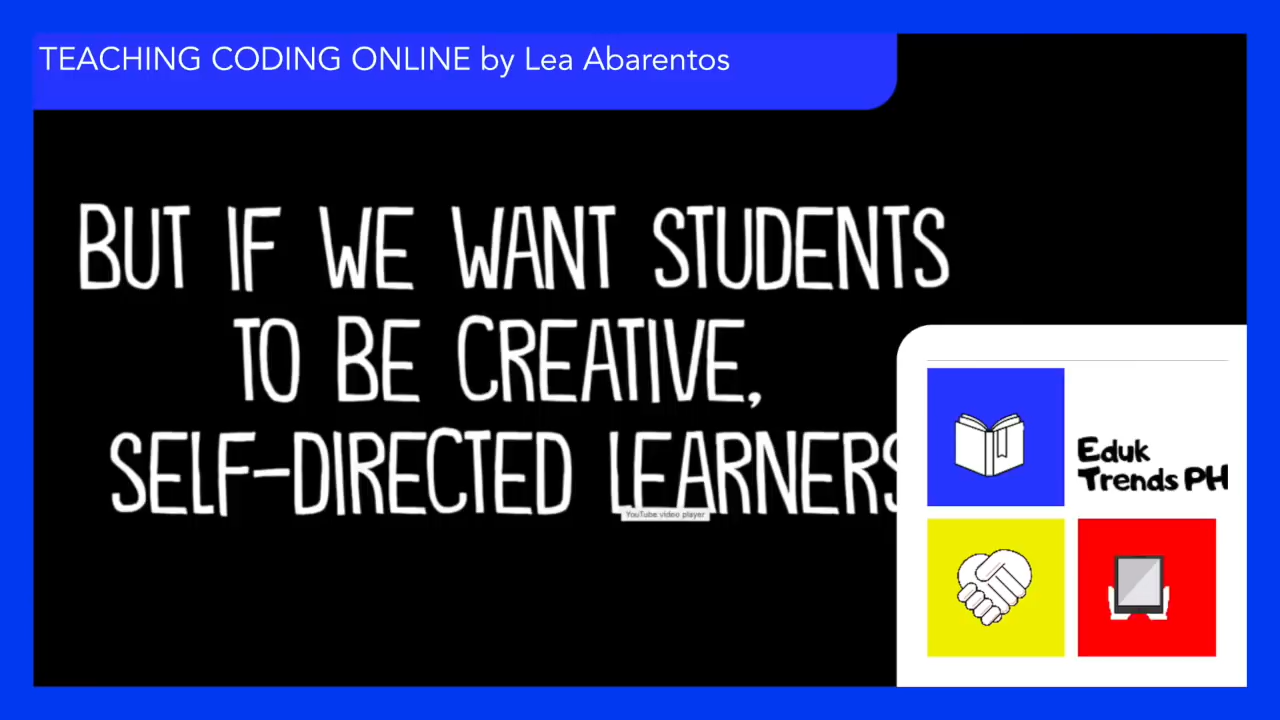 TEACHING CODING ONLINE by Lea Abarentos
BUT IF WE WANT STUDENTS
TO BE CREATIVE,
SELF-DIRECTED LEARNERS
YouTube video player
Eduk
Trends PH